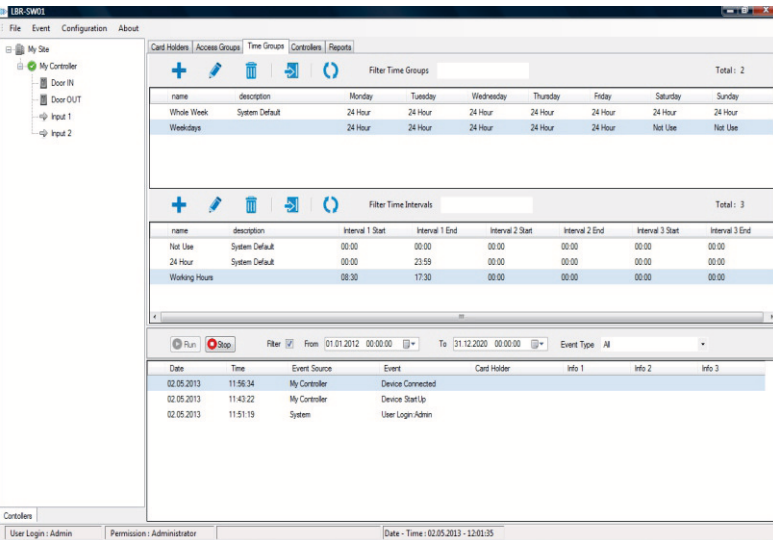 LBR-SW01
File Event Configuration About
My Site
My Controller
Door IN
Door OUT
Input 1
Input 2
Contollers
Card Holders Access Groups Time Groups Controllers Reports
Filter Time Groups Total : 2
name description Monday Tuesday Wednesday Thursday Friday Saturday Sunday
Whole Week System Default 24 Hour 24 Hour 24 Hour 24 Hour 24 Hour 24 Hour 24 Hour
Weekdays 24 Hour 24 Hour 24 Hour 24 Hour 24 Hour Not Use Not Use
Filter Time Intervals Total : 3
name description Interval 1 Start Interval 1 End Interval 2 Start Interval 2 End Interval 3 Start Interval 3 End
Not Use System Default 00:00 00:00 00:00 00:00 00:00 00:00
24 Hour System Default 00:00 23:59 00:00 00:00 00:00 00:00
Working Hours 08:30 17:30 00:00 00:00 00:00 00:00
Run Stop Filter From 01.01.2012 00:00:00 To 31.12.2020 00:00:00 Event Type All
Date Time Event Source Event Card Holder Info 1 Info 2 Info 3
02.05.2013 11:56:34 My Controller Device Connected
02.05.2013 11:43:22 My Controller Device StartUp
02.05.2013 11:51:19 System User Login:Admin
User Login : Admin Permission : Administrator Date - Time : 02.05.2013 - 12:01:35